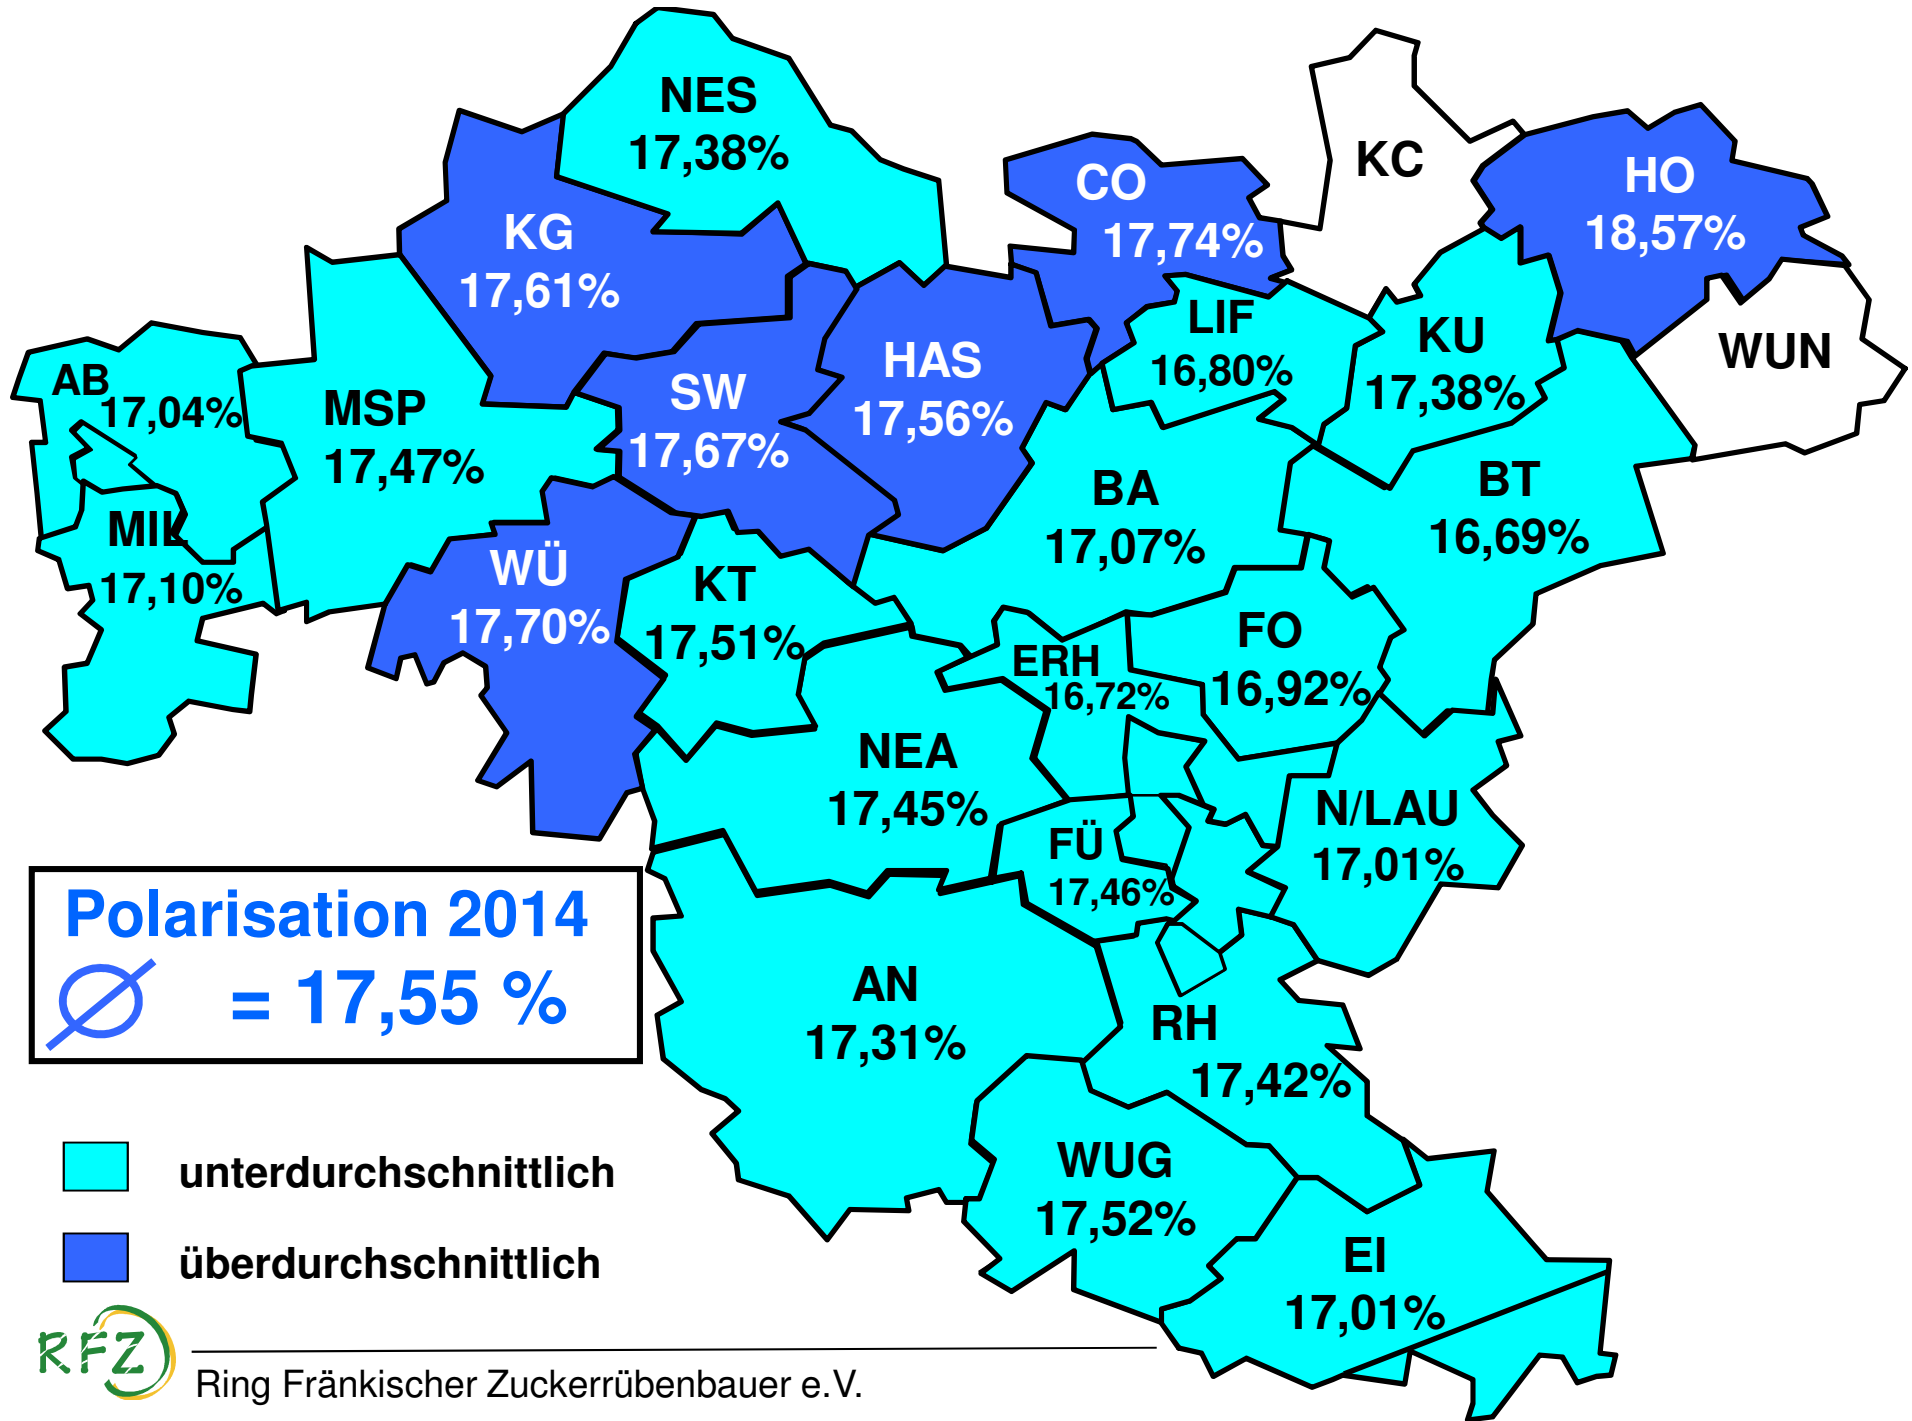 NES
17,38%
KC
CO
17,74%
HO
18,57%
KG
17,61%
LIF
16,80%
KU
17,38%
WUN
AB
17,04%
MSP
17,47%
SW
17,67%
HAS
17,56%
BA
17,07%
BT
16,69%
MIL
17,10%
WÜ
17,70%
KT
17,51%
ERH
16,72%
FO
16,92%
NEA
17,45%
FÜ
17,46%
N/LAU
17,01%
Polarisation 2014
Ø = 17,55 %
AN
17,31%
RH
17,42%
WUG
17,52%
EI
17,01%
unterdurchschnittlich
überdurchschnittlich
RFZ
Ring Fränkischer Zuckerrübenbauer e.V.